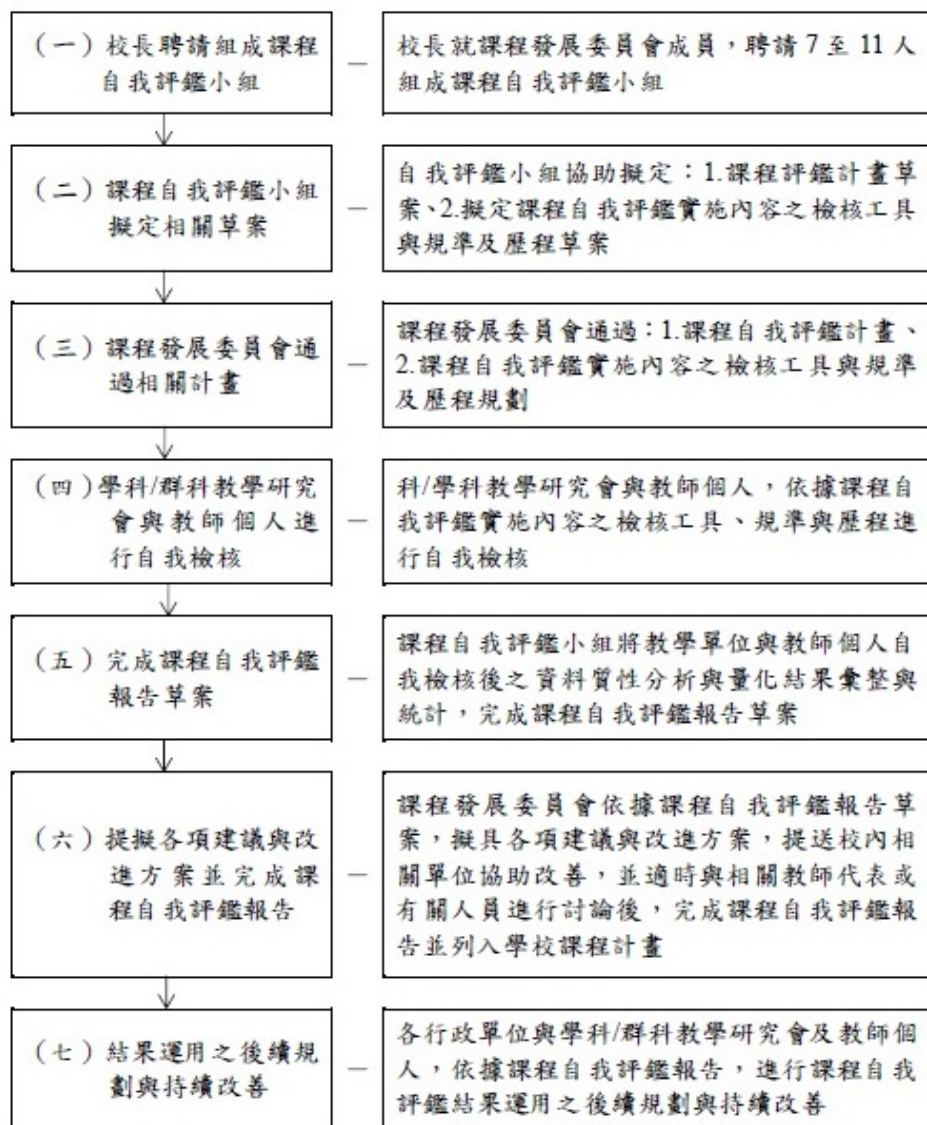 （一）校長聘請組成課程
自我評鑑小組
－
校長就課程發展委員會成員，聘請 7 至 11 人
組成課程自我評鑑小組
（二）課程自我評鑑小組
擬定相關草案
－
自我評鑑小組協助擬定：1.課程評鑑計畫草
案、2.擬定課程自我評鑑實施內容之檢核工具
與規準及歷程草案
（三）課程發展委員會通
過相關計畫
－
課程發展委員會通過：1.課程自我評鑑計畫、
2.課程自我評鑑實施內容之檢核工具與規準
及歷程規劃
（四）學科/群科教學研究
會與教師個人進
行自我檢核
－
科/學科教學研究會與教師個人，依據課程自
我評鑑實施內容之檢核工具、規準與歷程進
行自我檢核
（五）完成課程自我評鑑
報告草案
－
課程自我評鑑小組將教學單位與教師個人自
我檢核後之資料質性分析與量化結果彙整與
統計，完成課程自我評鑑報告草案
（六）提擬各項建議與改
進方案並完成課
程自我評鑑報告
－
課程發展委員會依據課程自我評鑑報告草
案，擬具各項建議與改進方案，提送校內相
關單位協助改善，並適時與相關教師代表或
有關人員進行討論後，完成課程自我評鑑報
告並列入學校課程計畫
（七）結果運用之後續規
劃與持續改善
－
各行政單位與學科/群科教學研究會及教師個
人，依據課程自我評鑑報告，進行課程自我
評鑑結果運用之後續規劃與持續改善